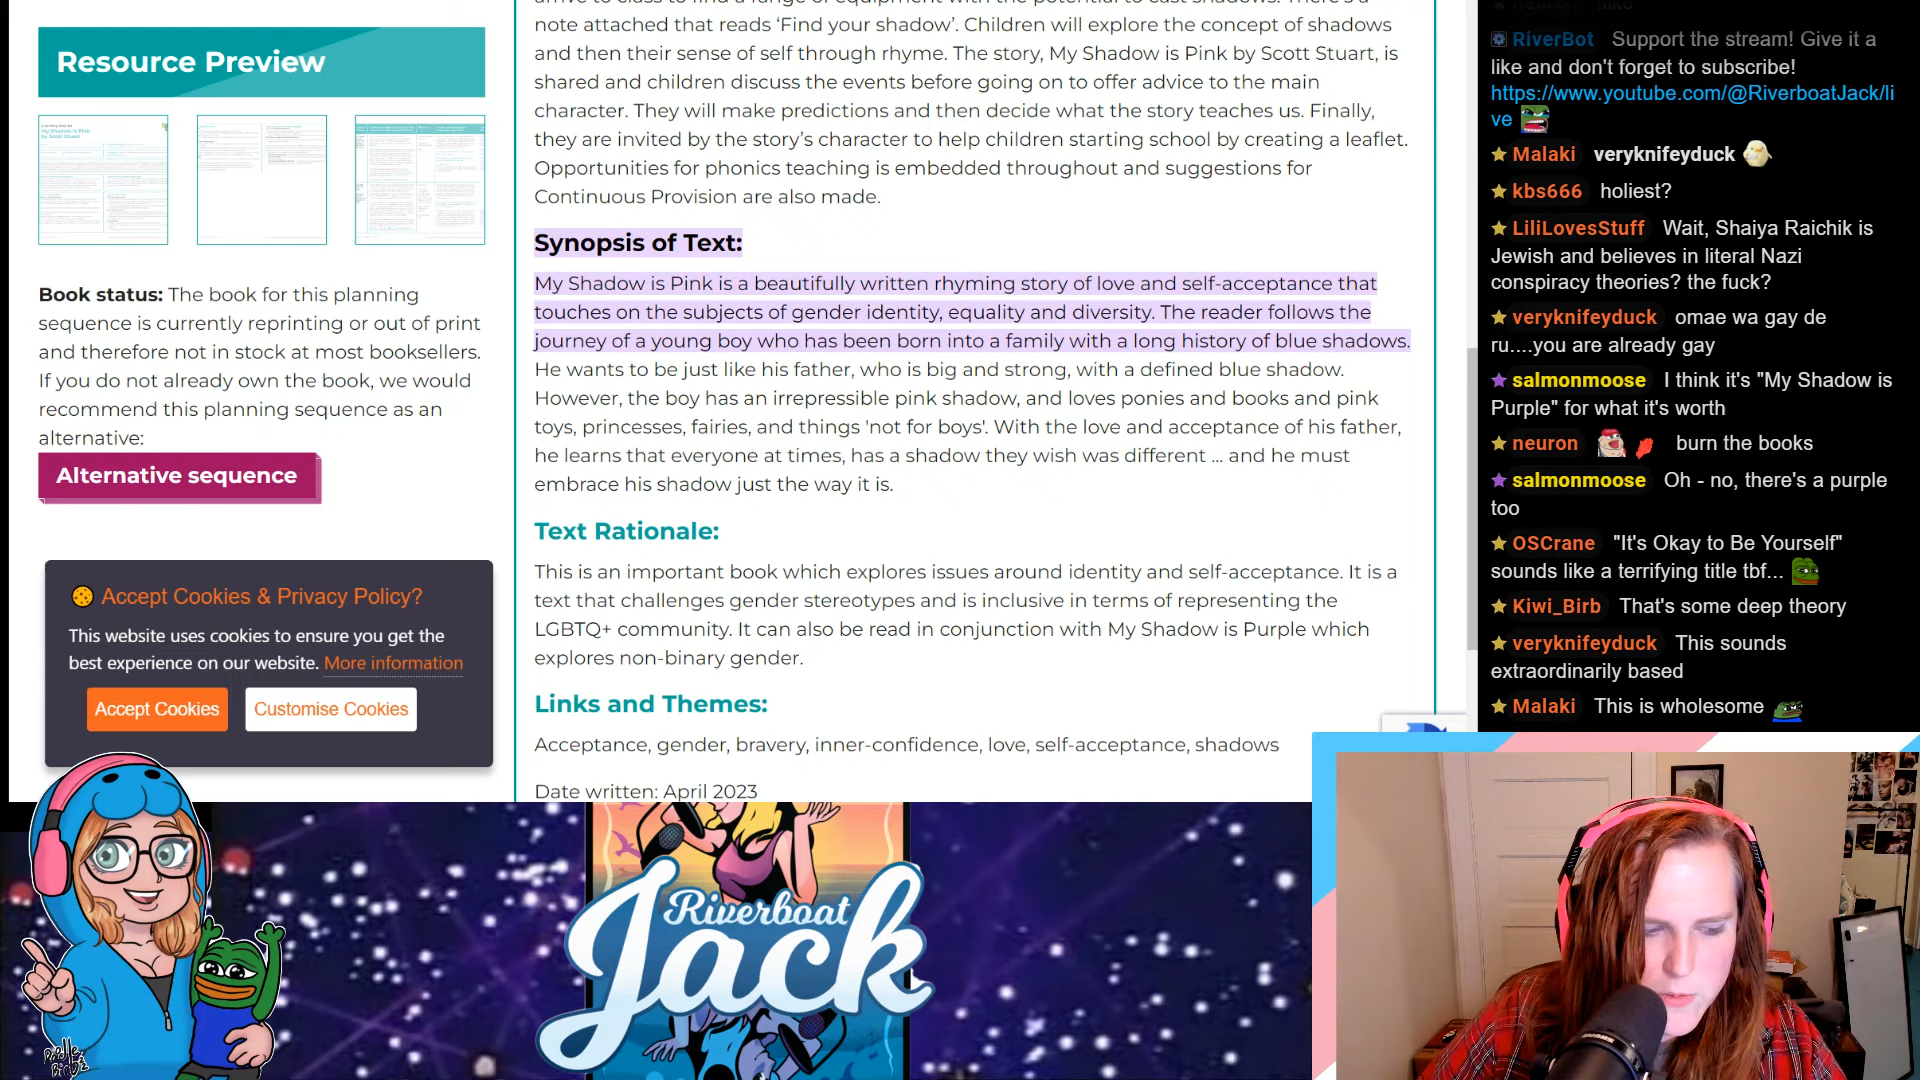 Resource Preview
Book status: The book for this planning
sequence is currently reprinting or out of print
and therefore not in stock at most booksellers.
If you do not already own the book, we would
recommend this planning sequence as an
alternative:
Alternative sequence
Accept Cookies & Privacy Policy?
This website uses cookies to ensure you get the
best experience on our website. More information
Accept Cookies
Customise Cookies
note attached that reads ‘Find your shadow’. Children will explore the concept of shadows
and then their sense of self through rhyme. The story, My Shadow is Pink by Scott Stuart, is
shared and children discuss the events before going on to offer advice to the main
character. They will make predictions and then decide what the story teaches us. Finally,
they are invited by the story’s character to help children starting school by creating a leaflet.
Opportunities for phonics teaching is embedded throughout and suggestions for
Continuous Provision are also made.
Synopsis of Text:
My Shadow is Pink is a beautifully written rhyming story of love and self-acceptance that
touches on the subjects of gender identity, equality and diversity. The reader follows the
journey of a young boy who has been born into a family with a long history of blue shadows.
He wants to be just like his father, who is big and strong, with a defined blue shadow.
However, the boy has an irrepressible pink shadow, and loves ponies and books and pink
toys, princesses, fairies, and things 'not for boys'. With the love and acceptance of his father,
he learns that everyone at times, has a shadow they wish was different ... and he must
embrace his shadow just the way it is.
Text Rationale:
This is an important book which explores issues around identity and self-acceptance. It is a
text that challenges gender stereotypes and is inclusive in terms of representing the
LGBTQ+ community. It can also be read in conjunction with My Shadow is Purple which
explores non-binary gender.
Links and Themes:
Acceptance, gender, bravery, inner-confidence, love, self-acceptance, shadows
Date written: April 2023
RiverBot Support the stream! Give it a
like and don't forget to subscribe!
https://www.youtube.com/@RiverboatJack/li
ve
Malaki veryknifeyduck
kbs666 holiest?
LiliLovesStuff Wait, Shaiya Raichik is
Jewish and believes in literal Nazi
conspiracy theories? the fuck?
veryknifeyduck omae wa gay de
ru....you are already gay
salmonmoose I think it's "My Shadow is
Purple" for what it's worth
neuron burn the books
salmonmoose Oh - no, there's a purple
too
OSCrane "It's Okay to Be Yourself"
sounds like a terrifying title tbf...
Kiwi_Birb That's some deep theory
veryknifeyduck This sounds
extraordinarily based
Malaki This is wholesome
Riverboat
Jack